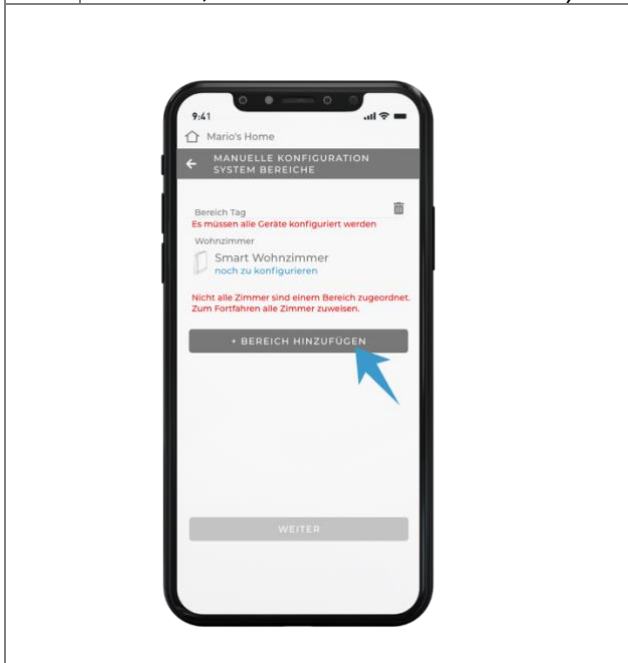 9:41
Mario's Home
MANUELLE KONFIGURATION
SYSTEM BEREICHE
Bereich Tag
Es müssen alle Geräte konfiguriert werden
Wohnzimmer
Smart Wohnzimmer
noch zu konfigurieren
Nicht alle Zimmer sind einem Bereich zugeordnet.
Zum Fortfahren alle Zimmer zuweisen.
+ BEREICH HINZUFÜGEN
WEITER